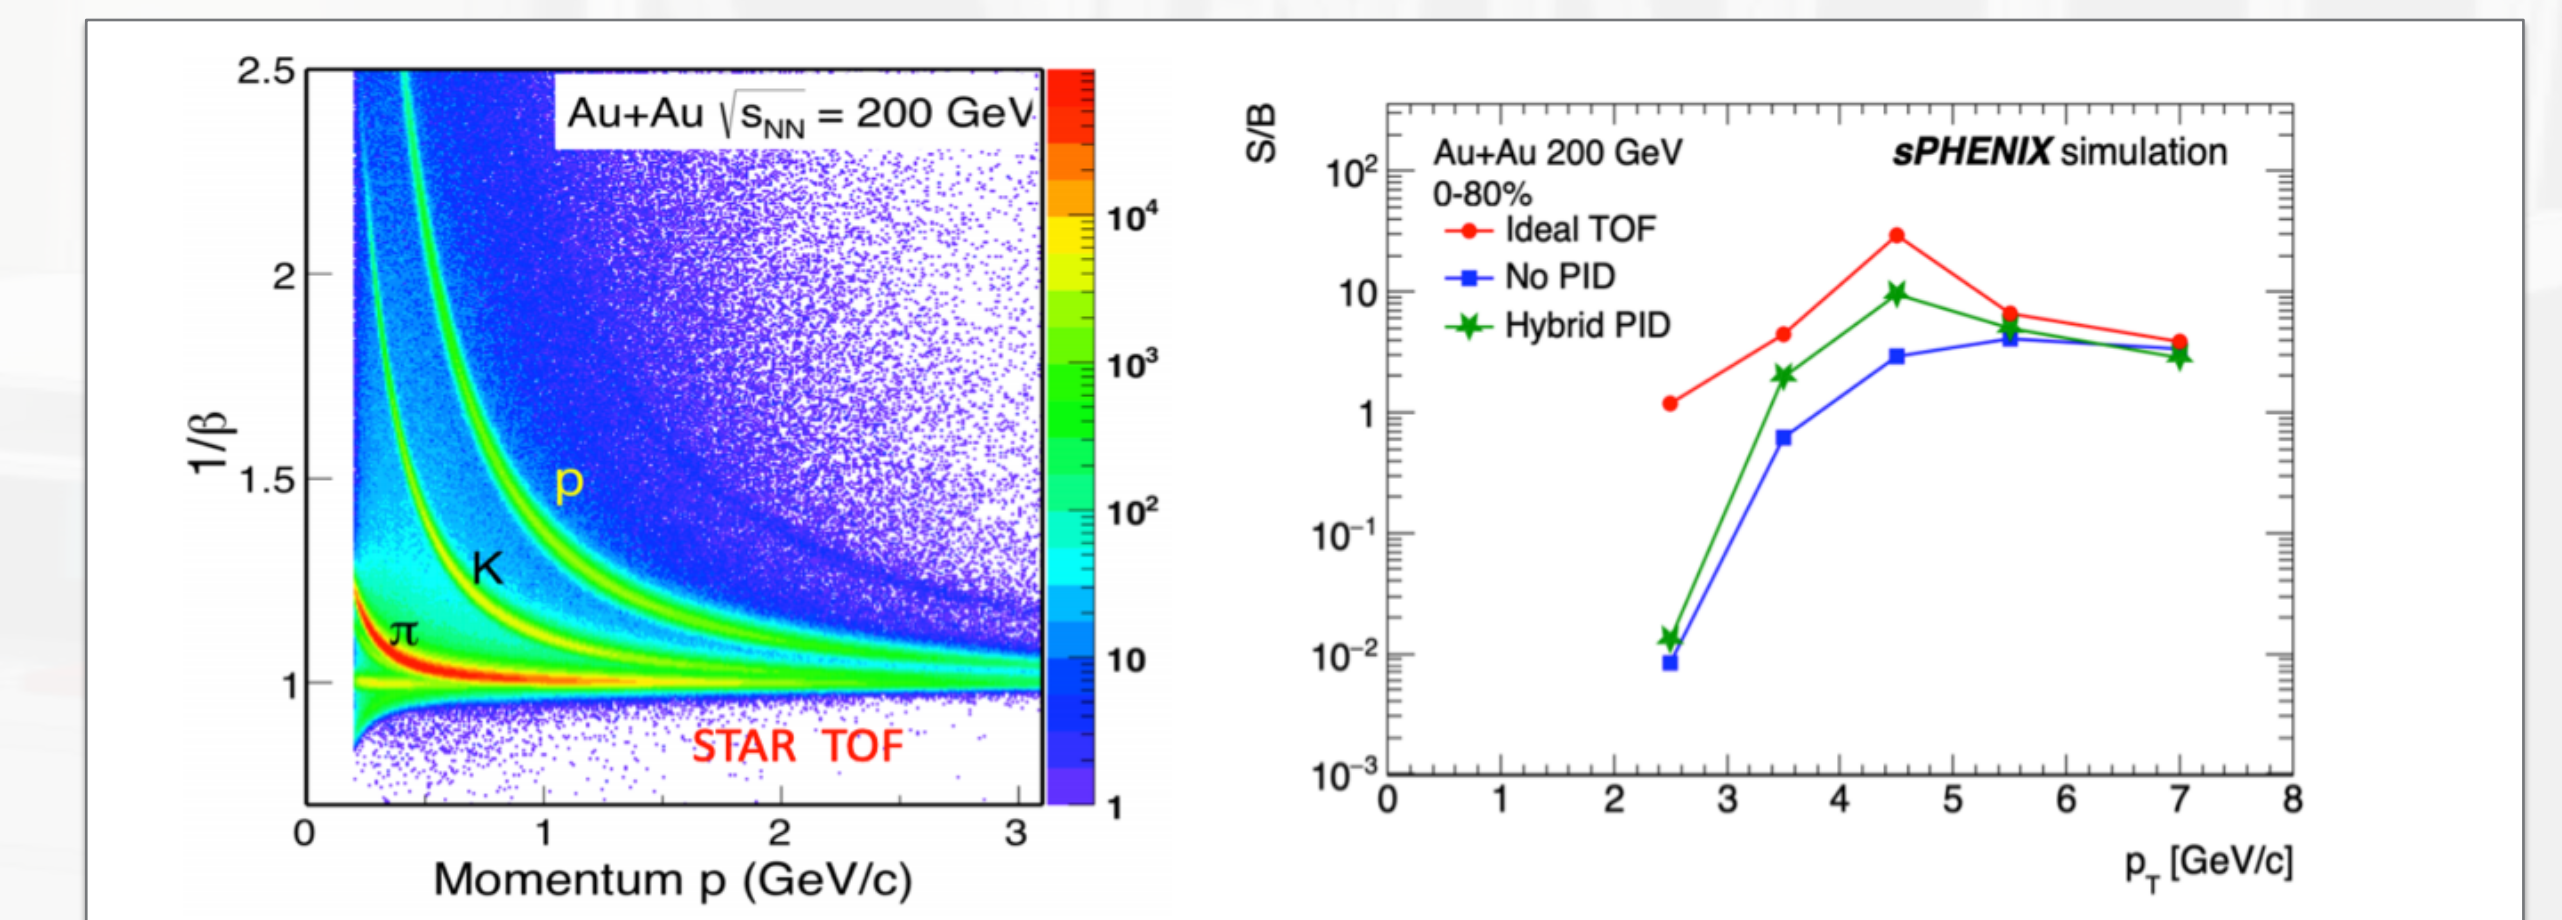 2.5
2
1.5
1
1/β
Au+Au √sNN = 200 GeV
p
K
π
STAR TOF
0 1 2 3
Momentum p (GeV/c)
10⁴
10³
10²
10
1
S/B
10²
10
1
10⁻¹
10⁻²
10⁻³
Au+Au 200 GeV
0-80%
Ideal TOF
No PID
Hybrid PID
sPHENIX simulation
0 1 2 3 4 5 6 7 8
pT [GeV/c]